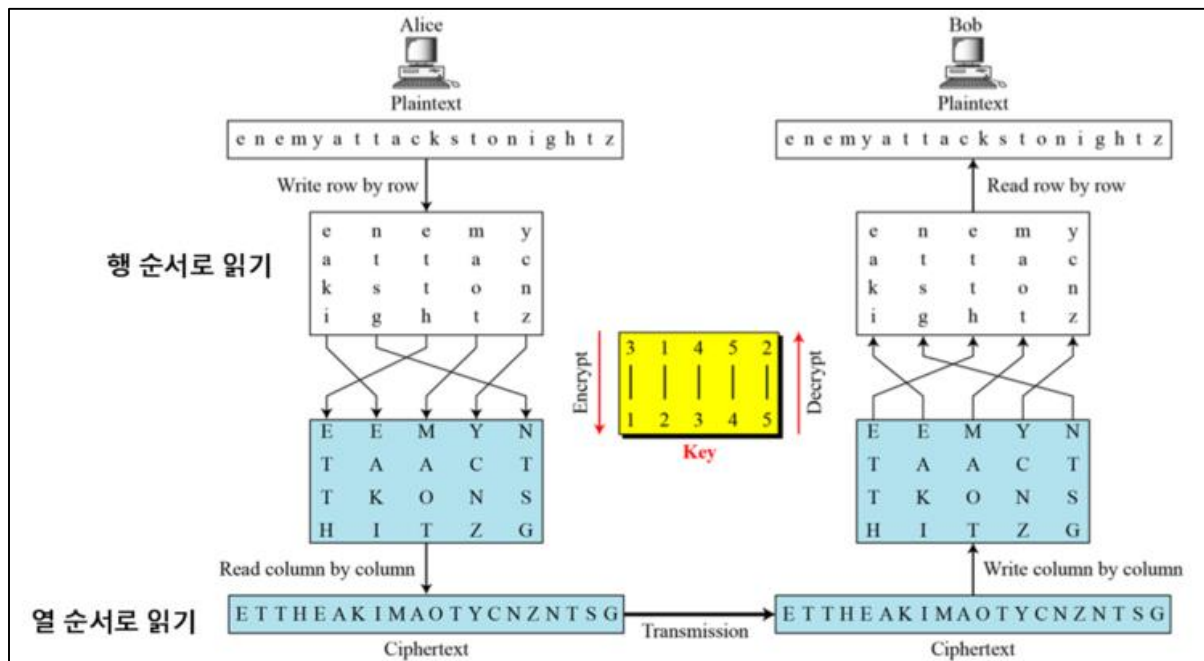 Alice
Bob
Plaintext
Plaintext
e n e m y a t t a c k s t o n i g h t z
e n e m y a t t a c k s t o n i g h t z
Write row by row
Read row by row
행 순서로 읽기
e n e m y
a t t a c
k s t o n
i g h t z
e n e m y
a t t a c
k s t o n
i g h t z
Encrypt
3 1 4 5 2
1 2 3 4 5
Decrypt
Key
E E M Y N
T A A C T
T K O N S
H I T Z G
E E M Y N
T A A C T
T K O N S
H I T Z G
Read column by column
Write column by column
열 순서로 읽기
E T T H E A K I M A O T Y C N Z N T S G
Transmission
E T T H E A K I M A O T Y C N Z N T S G
Ciphertext
Ciphertext